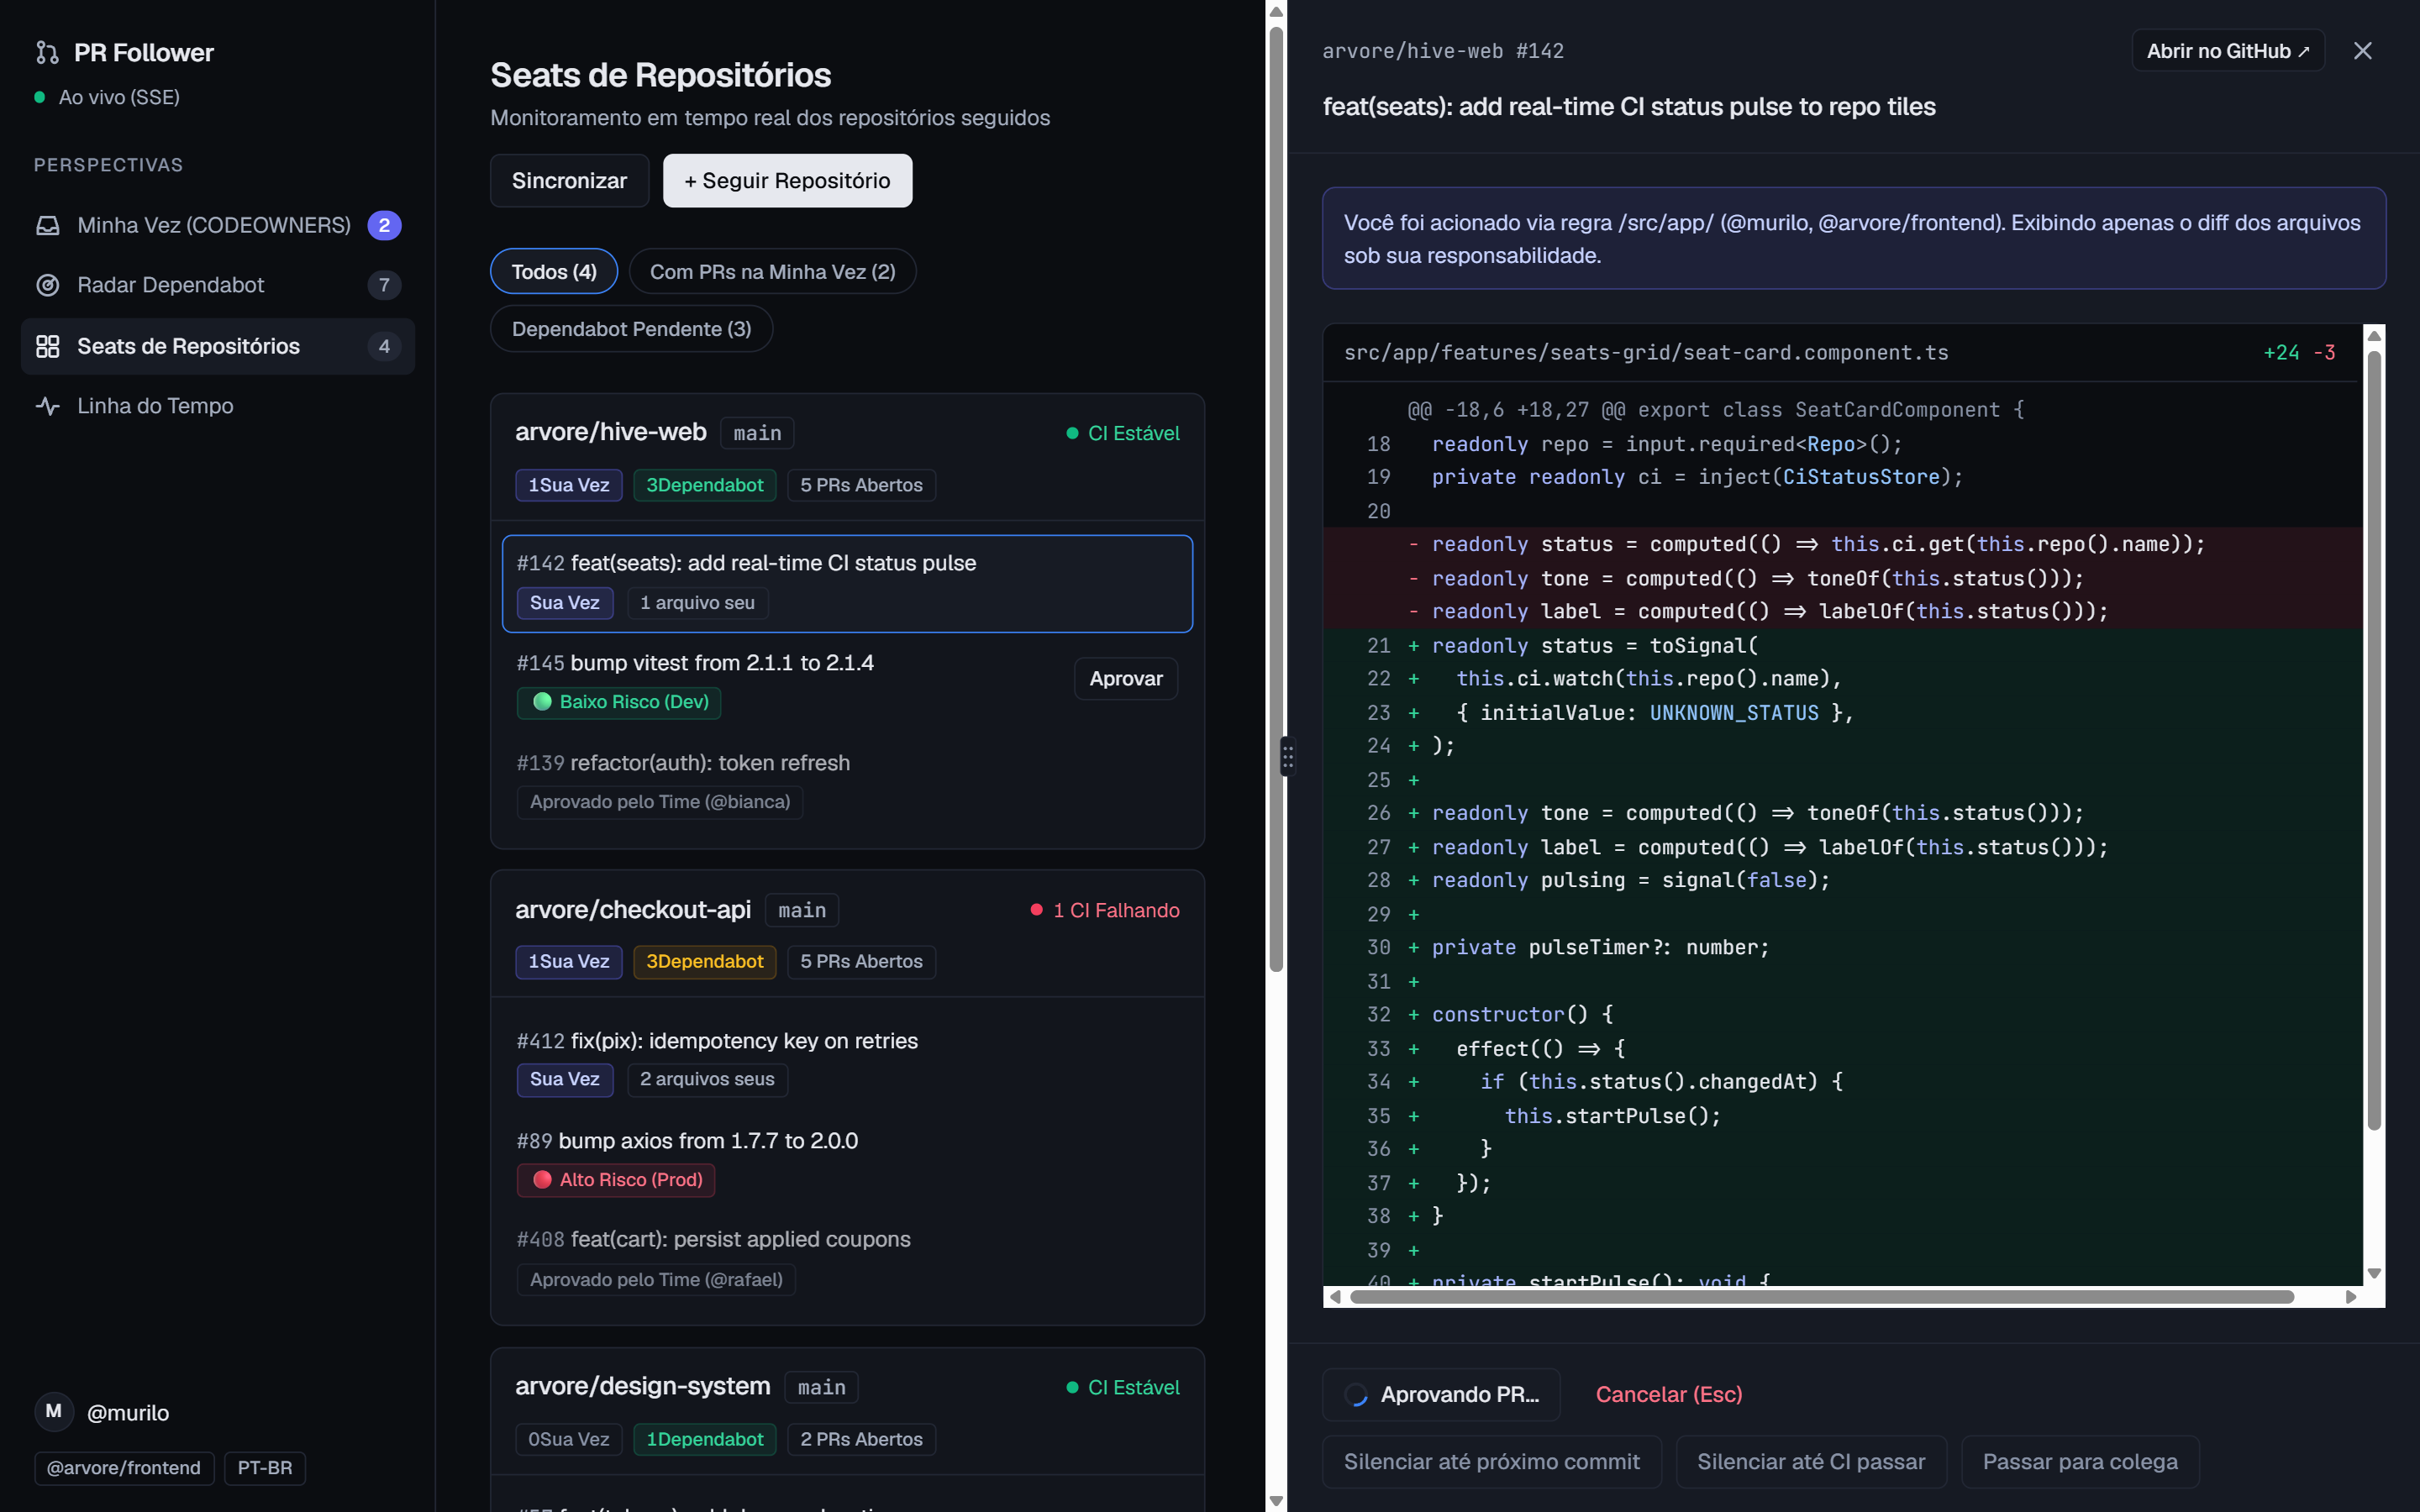 PR Follower
Ao vivo (SSE)
PERSPECTIVAS
Minha Vez (CODEOWNERS) 2
Radar Dependabot 7
Seats de Repositórios 4
Linha do Tempo
M @murilo
@arvore/frontend PT-BR
Seats de Repositórios
Monitoramento em tempo real dos repositórios seguidos
Sincronizar + Seguir Repositório
Todos (4) Com PRs na Minha Vez (2)
Dependabot Pendente (3)
arvore/hive-web main CI Estável
1Sua Vez 3Dependabot 5 PRs Abertos
#142 feat(seats): add real-time CI status pulse
Sua Vez 1 arquivo seu
#145 bump vitest from 2.1.1 to 2.1.4
Baixo Risco (Dev)
Aprovar
#139 refactor(auth): token refresh
Aprovado pelo Time (@bianca)
arvore/checkout-api main 1 CI Falhando
1Sua Vez 3Dependabot 5 PRs Abertos
#412 fix(pix): idempotency key on retries
Sua Vez 2 arquivos seus
#89 bump axios from 1.7.7 to 2.0.0
Alto Risco (Prod)
#408 feat(cart): persist applied coupons
Aprovado pelo Time (@rafael)
arvore/design-system main CI Estável
0Sua Vez 1Dependabot 2 PRs Abertos
arvore/hive-web #142
Abrir no GitHub ↗
feat(seats): add real-time CI status pulse to repo tiles
Você foi acionado via regra /src/app/ (@murilo, @arvore/frontend). Exibindo apenas o diff dos arquivos
sob sua responsabilidade.
src/app/features/seats-grid/seat-card.component.ts +24 -3
@@ -18,6 +18,27 @@ export class SeatCardComponent {
18 readonly repo = input.required<Repo>();
19 private readonly ci = inject(CiStatusStore);
20
- readonly status = computed(() => this.ci.get(this.repo().name));
- readonly tone = computed(() => toneOf(this.status()));
- readonly label = computed(() => labelOf(this.status()));
21 + readonly status = toSignal(
22 + this.ci.watch(this.repo().name),
23 + { initialValue: UNKNOWN_STATUS },
24 + );
25 +
26 + readonly tone = computed(() => toneOf(this.status()));
27 + readonly label = computed(() => labelOf(this.status()));
28 + readonly pulsing = signal(false);
29 +
30 + private pulseTimer?: number;
31 +
32 + constructor() {
33 + effect(() => {
34 + if (this.status().changedAt) {
35 + this.startPulse();
36 + }
37 + });
38 + }
39 +
40 + private startPulse(): void {
Aprovando PR… Cancelar (Esc)
Silenciar até próximo commit Silenciar até CI passar Passar para colega